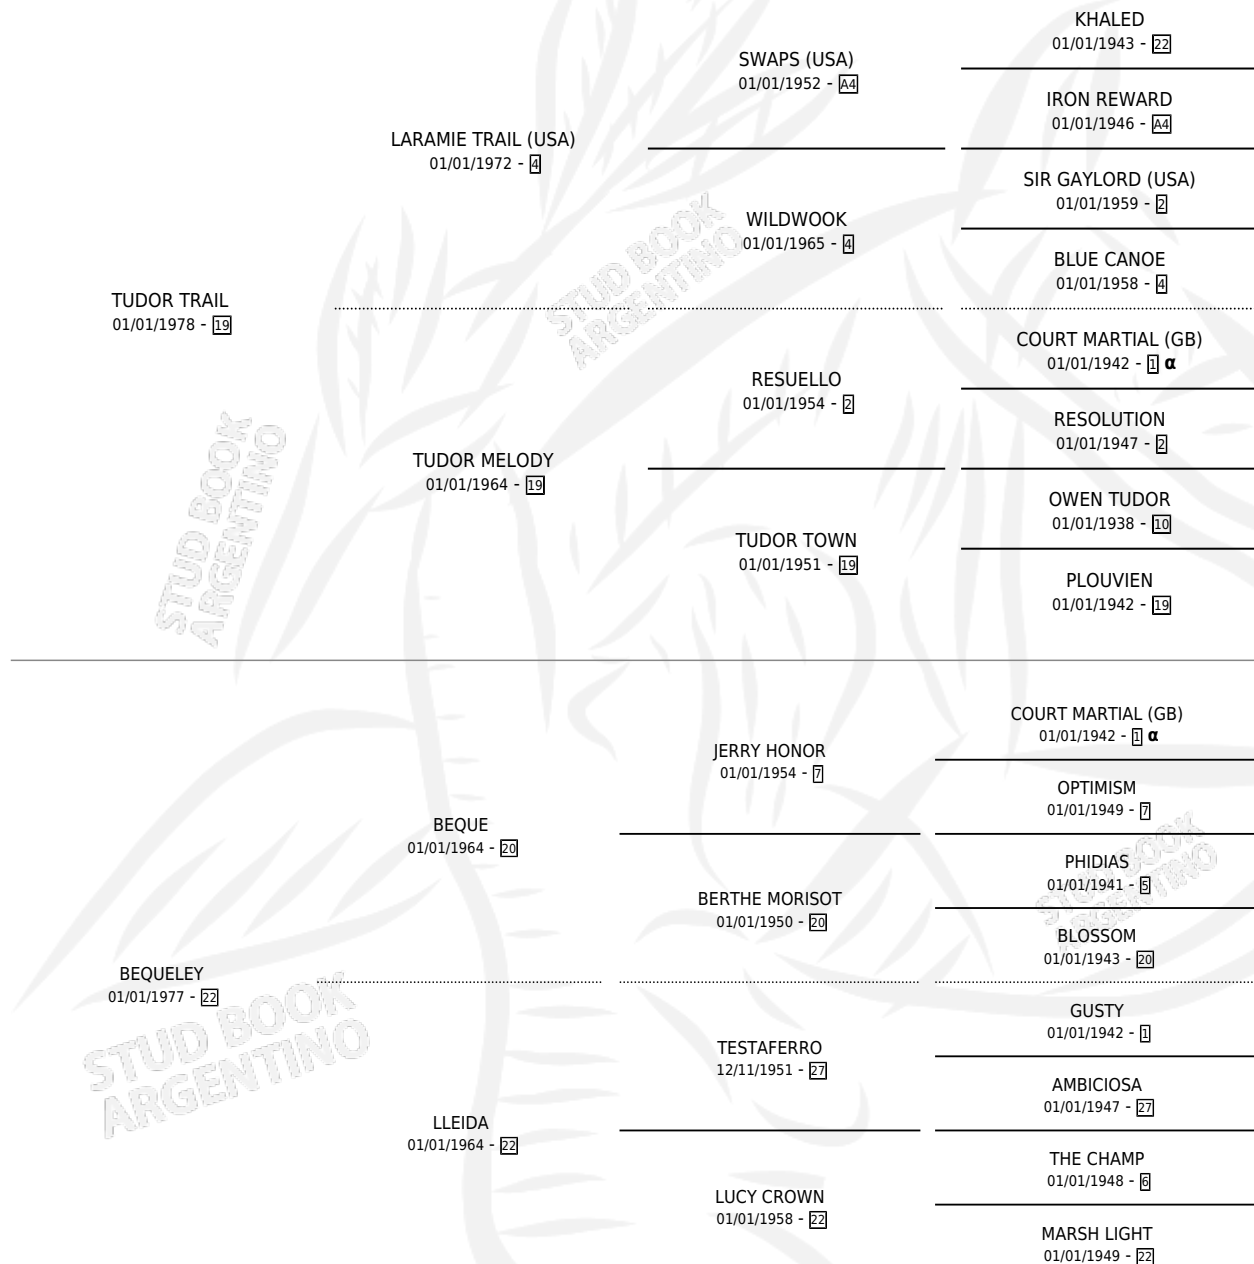 KHALED
01/01/1943 - 22
SWAPS (USA)
01/01/1952 - A4
IRON REWARD
01/01/1946 - A4
LARAMIE TRAIL (USA)
01/01/1972 - 4
SIR GAYLORD (USA)
01/01/1959 - 2
WILDWOOK
01/01/1965 - 4
BLUE CANOE
01/01/1958 - 4
TUDOR TRAIL
01/01/1978 - 19
COURT MARTIAL (GB)
01/01/1942 - 1 α
RESUELLO
01/01/1954 - 2
RESOLUTION
01/01/1947 - 2
TUDOR MELODY
01/01/1964 - 19
OWEN TUDOR
01/01/1938 - 10
TUDOR TOWN
01/01/1951 - 19
PLOUVIEN
01/01/1942 - 19
COURT MARTIAL (GB)
01/01/1942 - 1 α
JERRY HONOR
01/01/1954 - 7
OPTIMISM
01/01/1949 - 7
BEQUE
01/01/1964 - 20
PHIDIAS
01/01/1941 - 5
BERTHE MORISOT
01/01/1950 - 20
BLOSSOM
01/01/1943 - 20
BEQUELEY
01/01/1977 - 22
GUSTY
01/01/1942 - 1
TESTAFERRO
12/11/1951 - 27
AMBICIOSA
01/01/1947 - 27
LLEIDA
01/01/1964 - 22
THE CHAMP
01/01/1948 - 6
LUCY CROWN
01/01/1958 - 22
MARSH LIGHT
01/01/1949 - 22
STUD BOOK
ARGENTINO
STUD BOOK
ARGENTINO
STUD BOOK
ARGENTINO
STUD BOOK
ARGENTINO